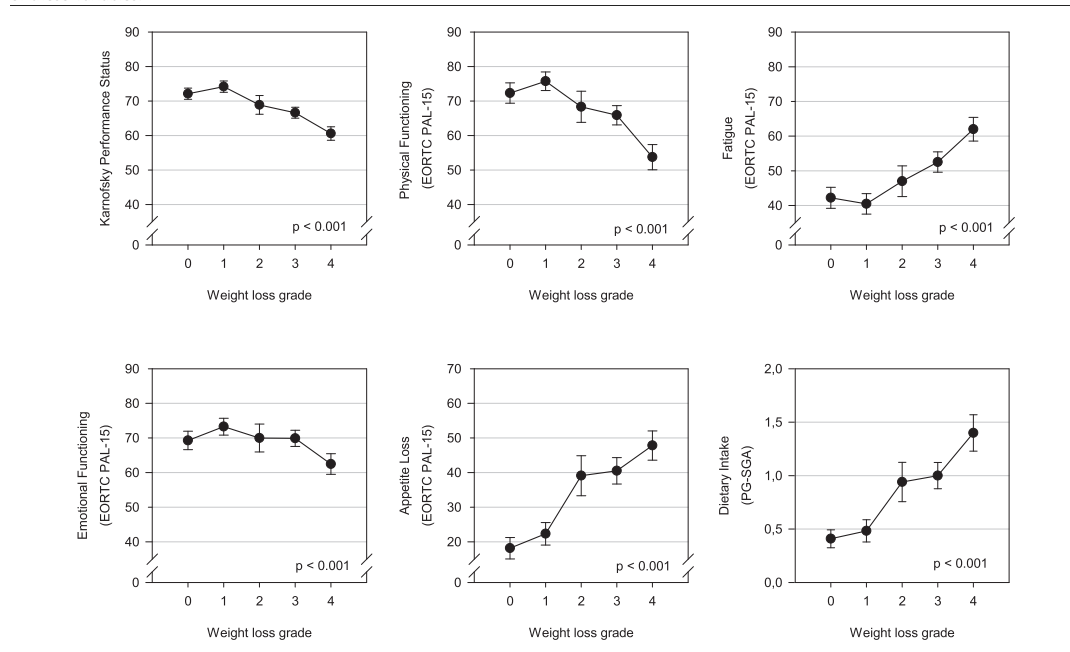 Karnofsky Performance Status
90
80
70
60
50
40
0
p < 0.001
0 1 2 3 4
Weight loss grade
Physical Functioning
(EORTC PAL-15)
90
80
70
60
50
40
0
p < 0.001
0 1 2 3 4
Weight loss grade
Fatigue
(EORTC PAL-15)
90
80
70
60
50
40
0
p < 0.001
0 1 2 3 4
Weight loss grade
Emotional Functioning
(EORTC PAL-15)
90
80
70
60
50
40
0
p < 0.001
0 1 2 3 4
Weight loss grade
Appetite Loss
(EORTC PAL-15)
70
60
50
40
30
20
0
p < 0.001
0 1 2 3 4
Weight loss grade
Dietary Intake
(PG-SGA)
2,0
1,5
1,0
0,5
0,0
p < 0.001
0 1 2 3 4
Weight loss grade